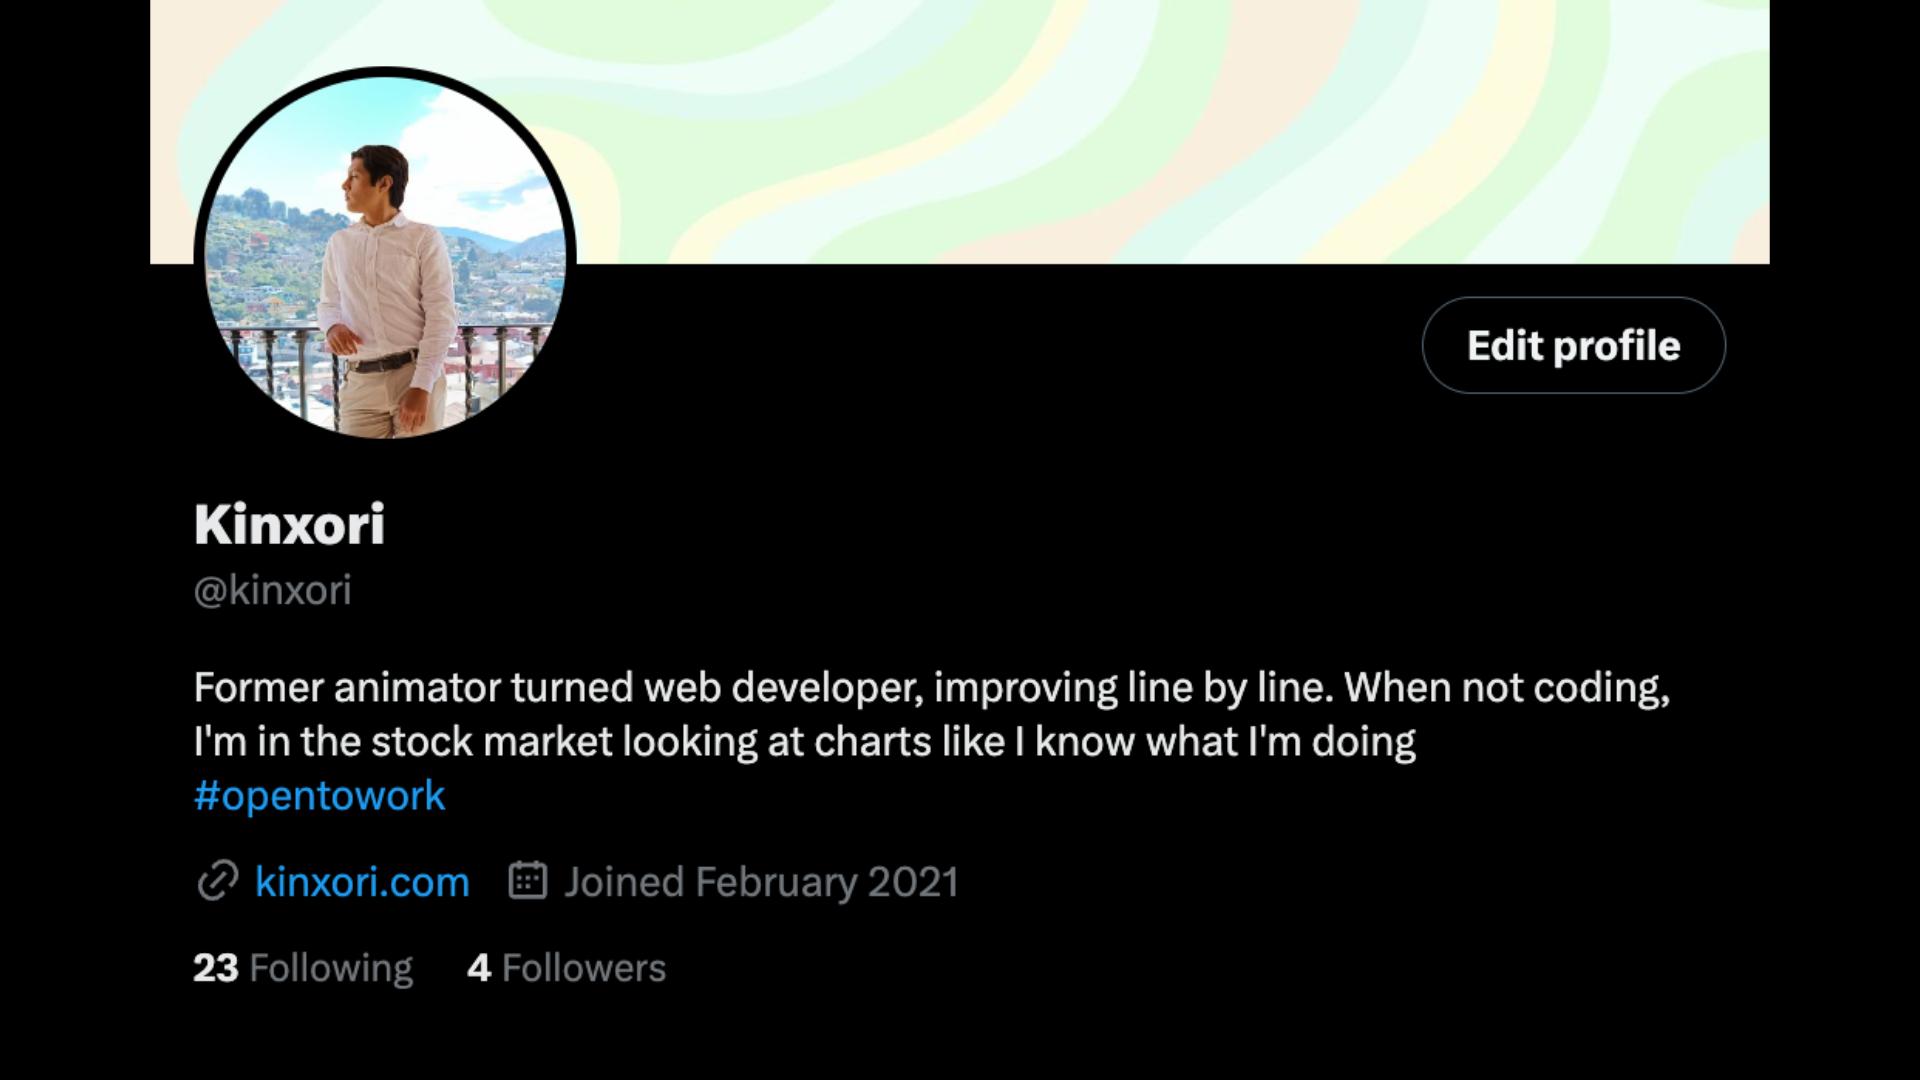 Edit profile
Kinxori
@kinxori
Former animator turned web developer, improving line by line. When not coding,
I'm in the stock market looking at charts like I know what I'm doing
#opentowork
kinxori.com Joined February 2021
23 Following 4 Followers